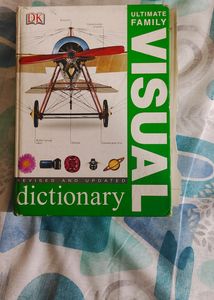 DK
ULTIMATE
FAMILY
VISUAL
REVISED AND UPDATED
dictionary